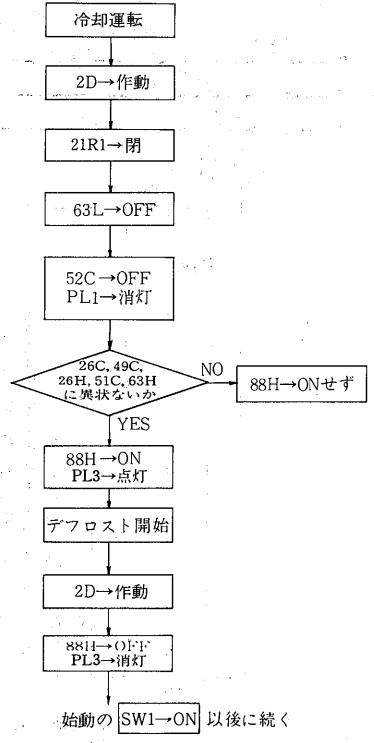 冷却運転
2D→作動
21R1→閉
63L→OFF
52C→OFF
PL1→消灯
26C, 49C,
26H, 51C, 63H
に異状ないか
NO
88H→ONせず
YES
88H→ON
PL3→点灯
デフロスト開始
2D→作動
88H→OFF
PL3→消灯
始動の SW1→ON 以後に続く